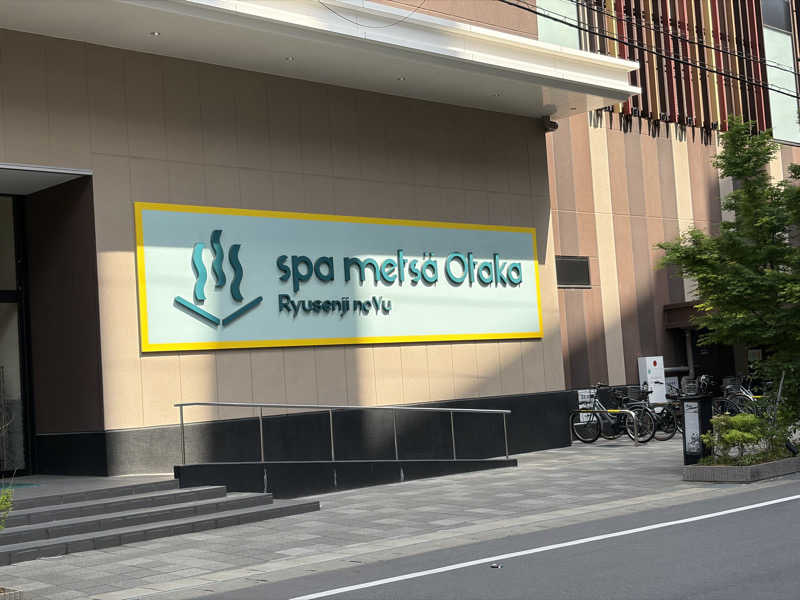 spa metsä Otaka
Ryusenji no Yu